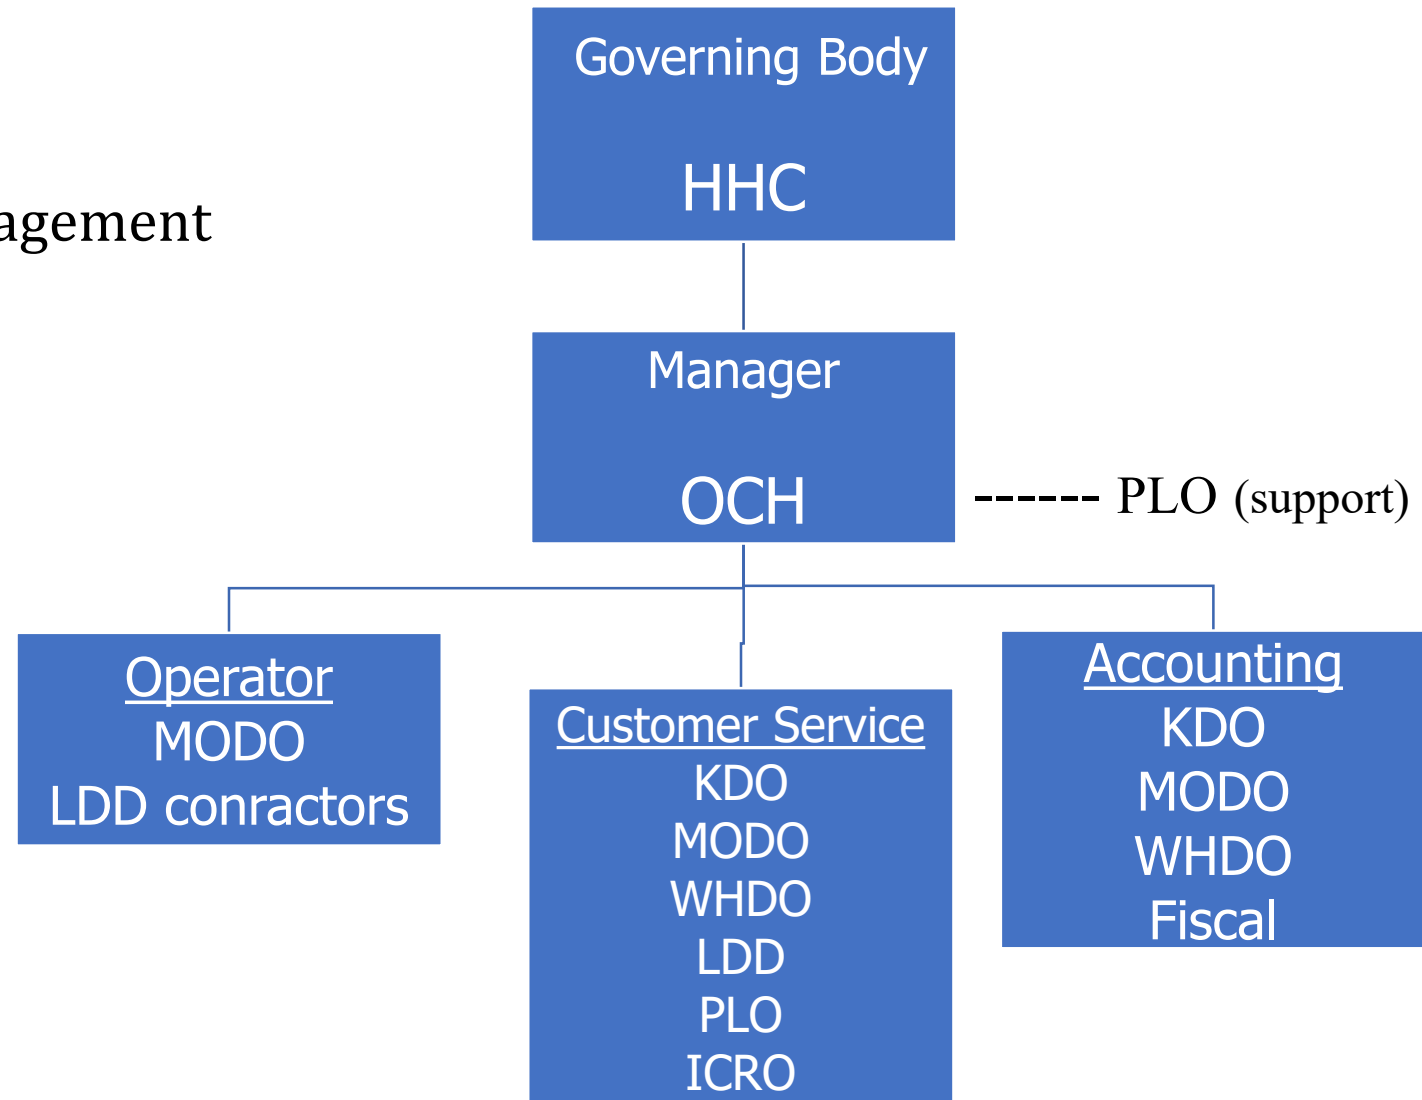 Governing Body
HHC
agement
Manager
OCH
------ PLO (support)
Operator
MODO
LDD conractors
Customer Service
KDO
MODO
WHDO
LDD
PLO
ICRO
Accounting
KDO
MODO
WHDO
Fiscal